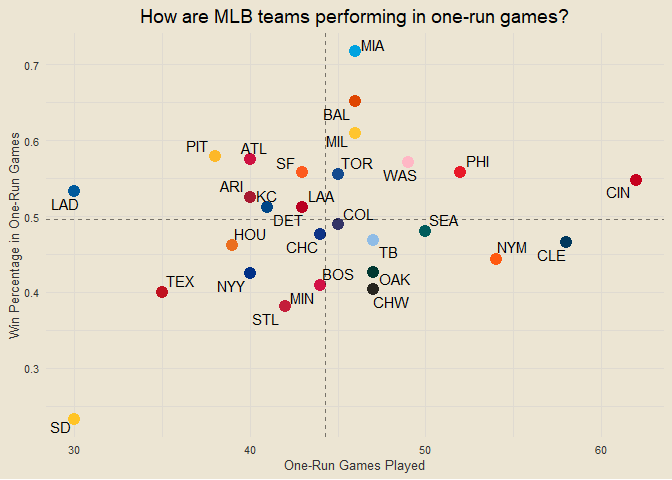 How are MLB teams performing in one-run games?
Win Percentage in One-Run Games
0.7
0.6
0.5
0.4
0.3
MIA
BAL
MIL
PIT
ATL
SF
TOR
WAS
PHI
CIN
LAD
ARI
KC
LAA
DET
COL
SEA
HOU
CHC
TB
NYM
CLE
TEX
NYY
BOS
OAK
MIN
CHW
STL
SD
30
40
50
60
One-Run Games Played